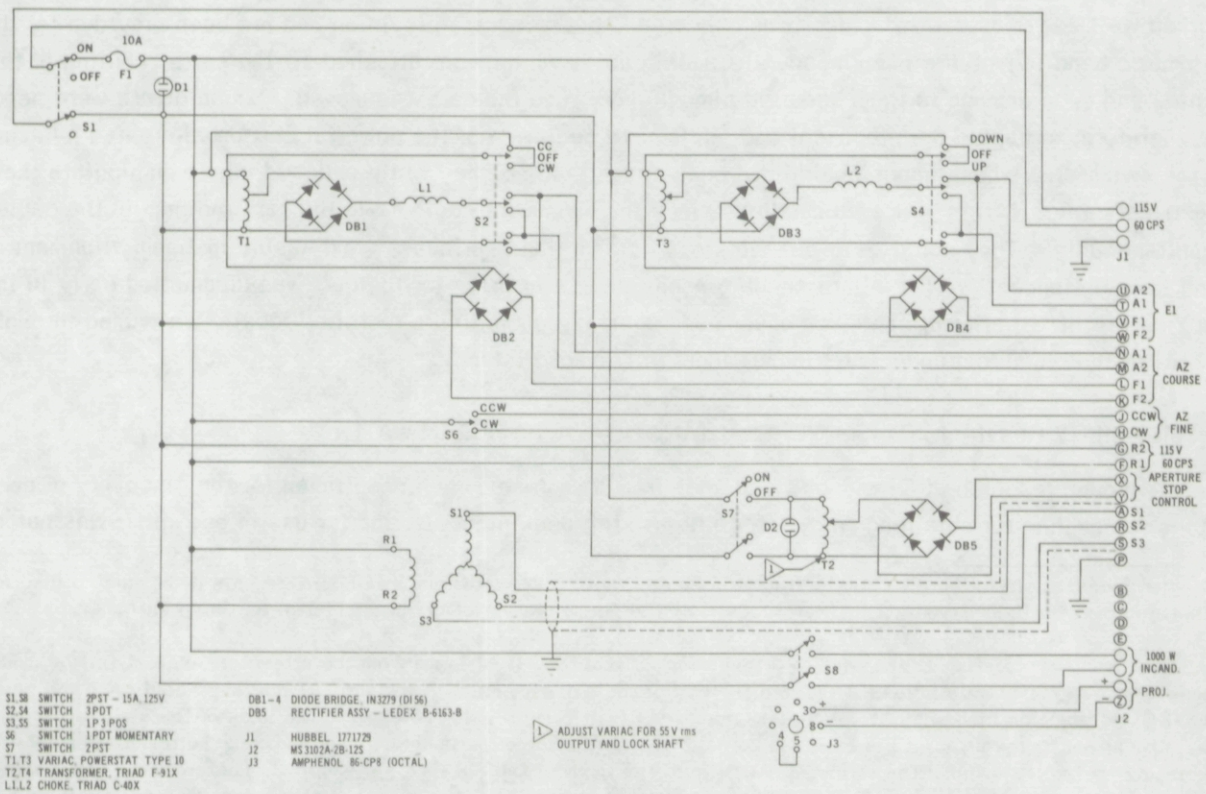 ON
10A
OFF
F1
D1
S1
CC
OFF
CW
DOWN
OFF
UP
L1
L2
S2
S4
T1
DB1
T3
DB3
115 V
60 CPS
J1
DB2
DB4
U A2
T A1
V F1
W F2
E1
N A1
M A2
L F1
K F2
AZ
COURSE
CCW
CW
S6
J CCW
H CW
AZ
FINE
G R2
F R1
115 V
60 CPS
X
Y
APERTURE
STOP
CONTROL
ON
OFF
S7
D2
T2
DB5
1
A S1
R S2
S S3
P
S1
S2
S3
R1
R2
B
C
D
E
1000 W
INCAND.
S8
+
− Z
PROJ.
J2
3 +
8 −
4 5
J3
S1,S8 SWITCH 2PST - 15A, 125V
S2,S4 SWITCH 3PDT
S3,S5 SWITCH 1P 3 POS
S6 SWITCH 1PDT MOMENTARY
S7 SWITCH 2PST
T1,T3 VARIAC, POWERSTAT TYPE 10
T2,T4 TRANSFORMER, TRIAD F-91X
L1,L2 CHOKE, TRIAD C-40X
DB1-4 DIODE BRIDGE, IN3279 (DI 56)
DB5 RECTIFIER ASSY - LEDEX B-6163-B
J1 HUBBEL 1771729
J2 MS3102A-28-12S
J3 AMPHENOL 86-CP8 (OCTAL)
1 ADJUST VARIAC FOR 55 V rms
OUTPUT AND LOCK SHAFT